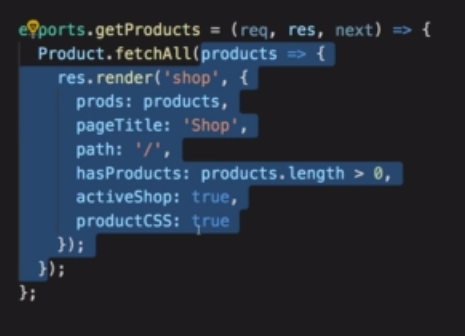 exports.getProducts = (req, res, next) => {
  Product.fetchAll(products => {
    res.render('shop', {
      prods: products,
      pageTitle: 'Shop',
      path: '/',
      hasProducts: products.length > 0,
      activeShop: true,
      productCSS: true
    });
  });
};